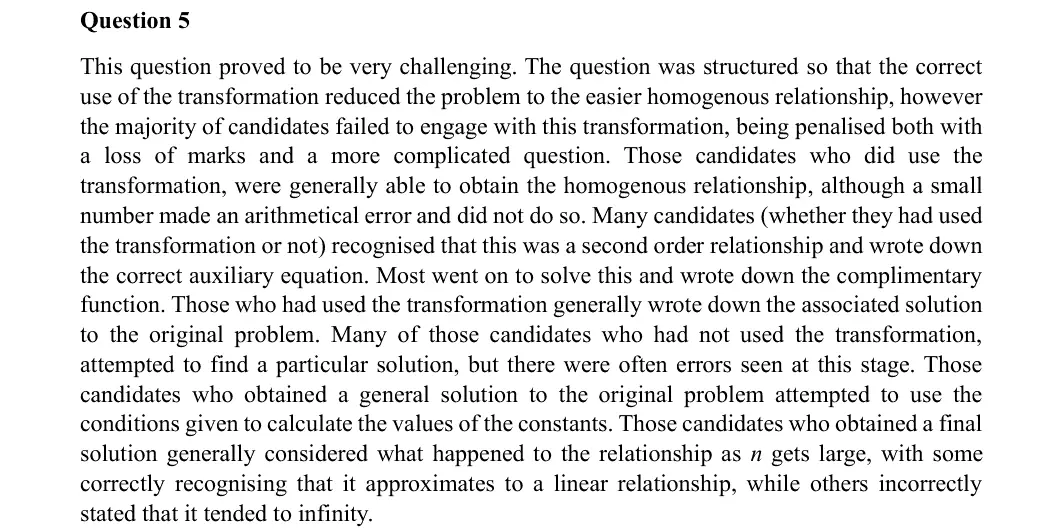 Question 5
This question proved to be very challenging. The question was structured so that the correct
use of the transformation reduced the problem to the easier homogenous relationship, however
the majority of candidates failed to engage with this transformation, being penalised both with
a loss of marks and a more complicated question. Those candidates who did use the
transformation, were generally able to obtain the homogenous relationship, although a small
number made an arithmetical error and did not do so. Many candidates (whether they had used
the transformation or not) recognised that this was a second order relationship and wrote down
the correct auxiliary equation. Most went on to solve this and wrote down the complimentary
function. Those who had used the transformation generally wrote down the associated solution
to the original problem. Many of those candidates who had not used the transformation,
attempted to find a particular solution, but there were often errors seen at this stage. Those
candidates who obtained a general solution to the original problem attempted to use the
conditions given to calculate the values of the constants. Those candidates who obtained a final
solution generally considered what happened to the relationship as n gets large, with some
correctly recognising that it approximates to a linear relationship, while others incorrectly
stated that it tended to infinity.